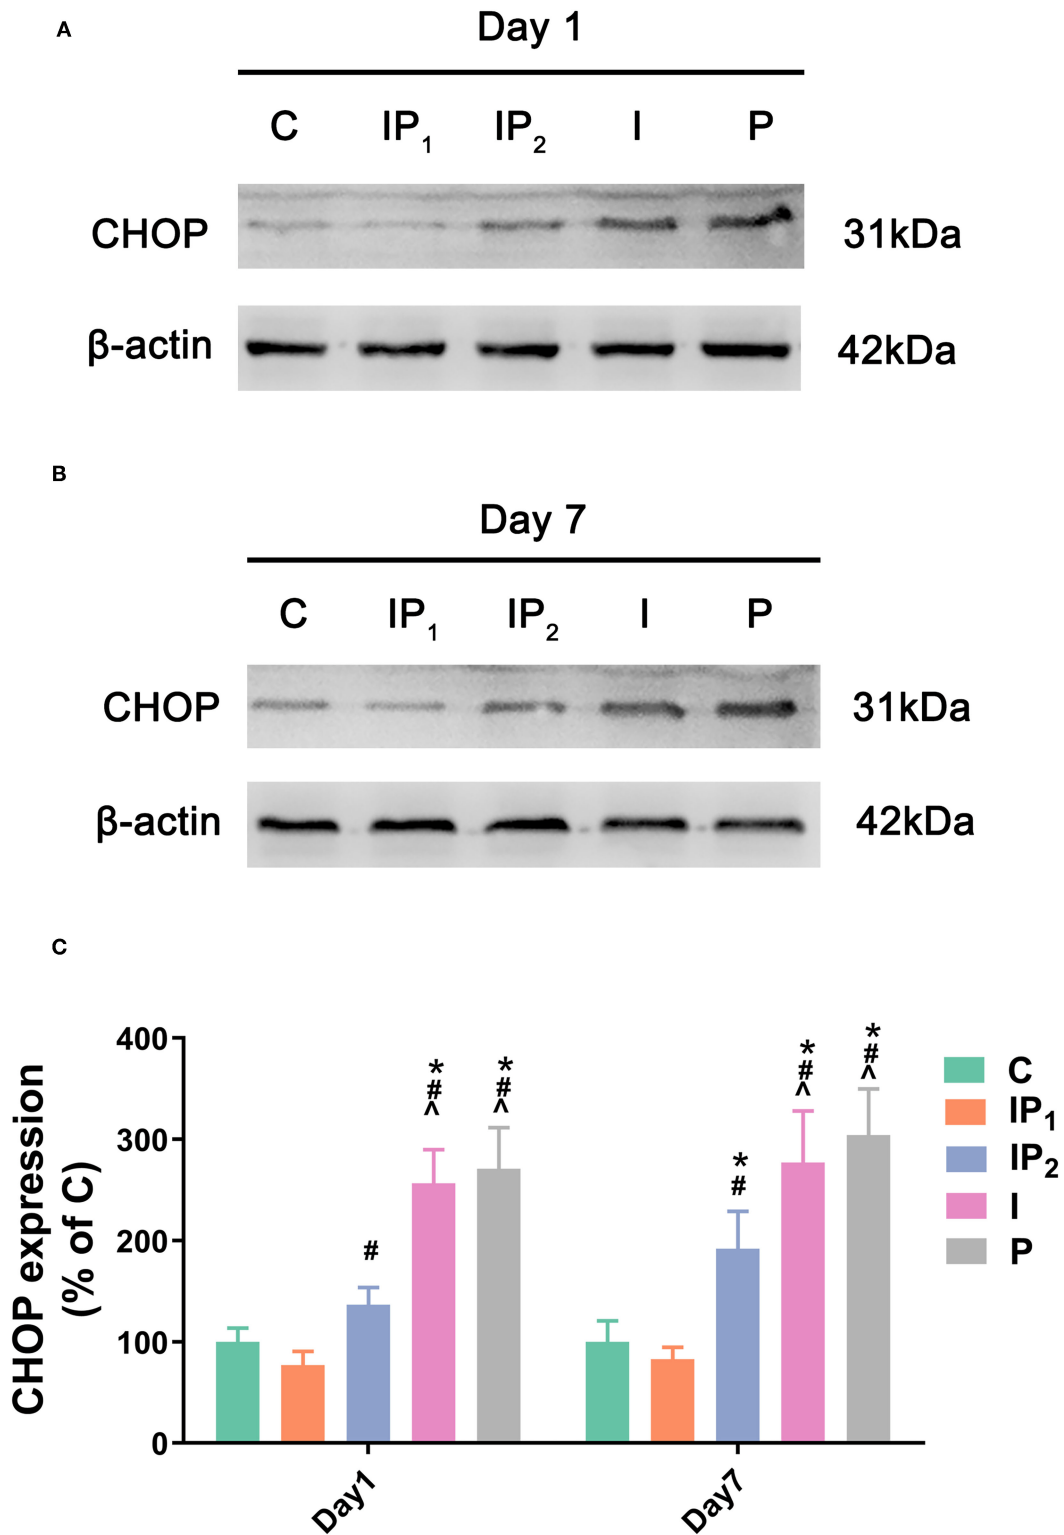 A
Day 1
C IP1 IP2 I P
CHOP 31kDa
β-actin 42kDa
B
Day 7
C IP1 IP2 I P
CHOP 31kDa
β-actin 42kDa
C
CHOP expression
(% of C)
400
300
200
100
0
#
*
#
^
*
#
^
*
#
*
#
^
*
#
^
Day1
Day7
C
IP1
IP2
I
P